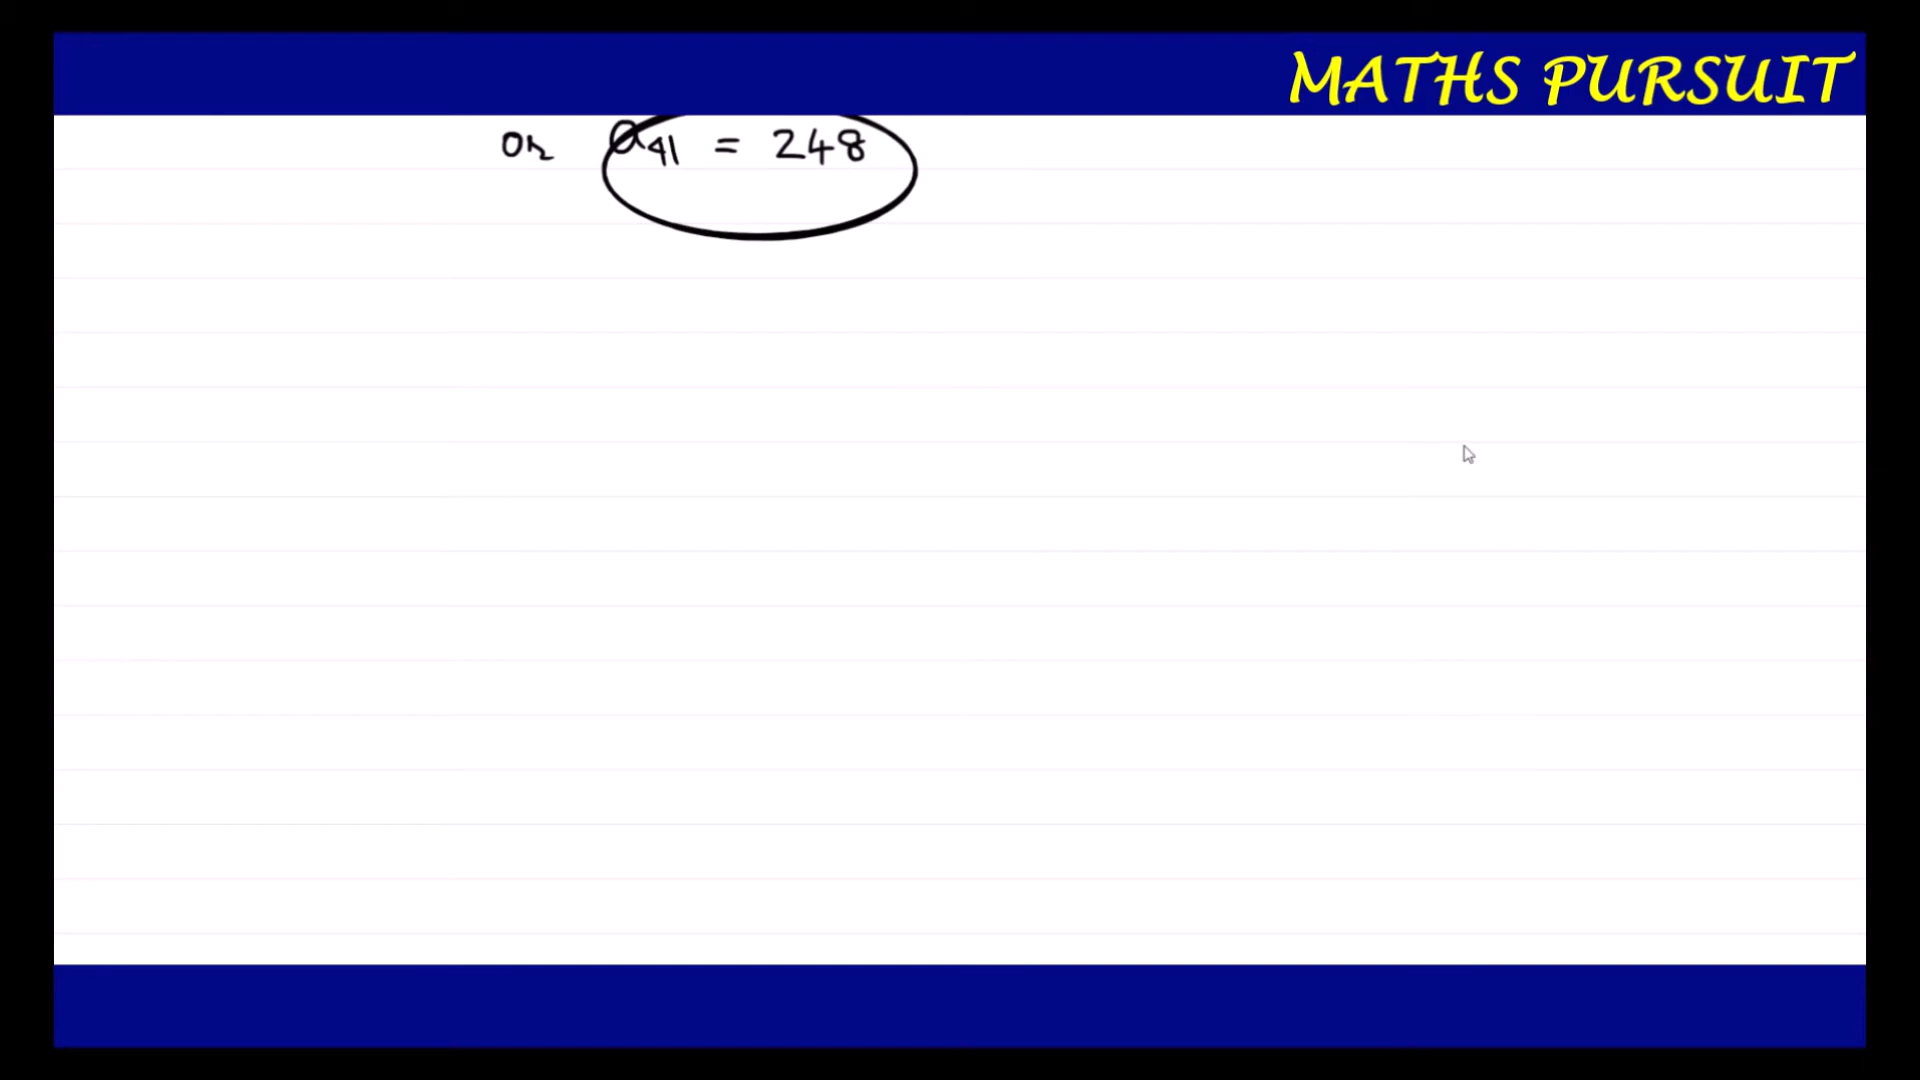 MATHS PURSUIT
or a₄₁ = 248